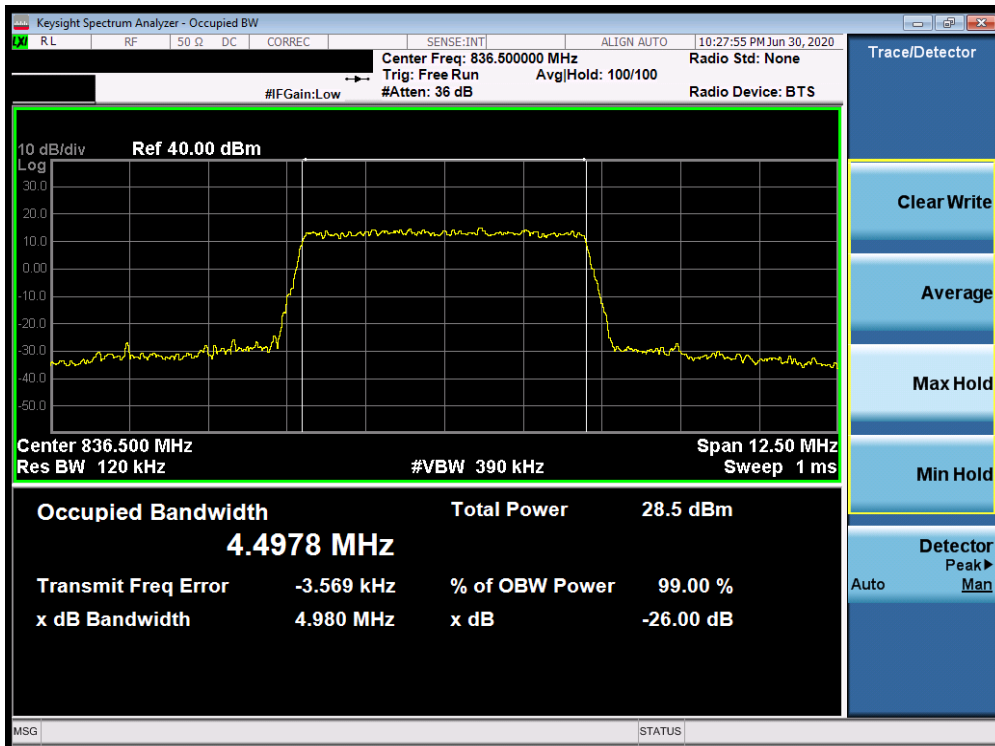 Keysight Spectrum Analyzer - Occupied BW
LXI RL RF 50 Ω DC CORREC SENSE:INT ALIGN AUTO 10:27:55 PM Jun 30, 2020
Center Freq: 836.500000 MHz Radio Std: None
Trig: Free Run Avg|Hold: 100/100
#IFGain:Low #Atten: 36 dB Radio Device: BTS
10 dB/div Ref 40.00 dBm
Log
30.0
20.0
10.0
0.00
-10.0
-20.0
-30.0
-40.0
-50.0
Center 836.500 MHz Span 12.50 MHz
Res BW 120 kHz #VBW 390 kHz Sweep 1 ms
Occupied Bandwidth Total Power 28.5 dBm
4.4978 MHz
Transmit Freq Error -3.569 kHz % of OBW Power 99.00 %
x dB Bandwidth 4.980 MHz x dB -26.00 dB
MSG STATUS
Trace/Detector
Clear Write
Average
Max Hold
Min Hold
Detector
Peak▶
Auto Man